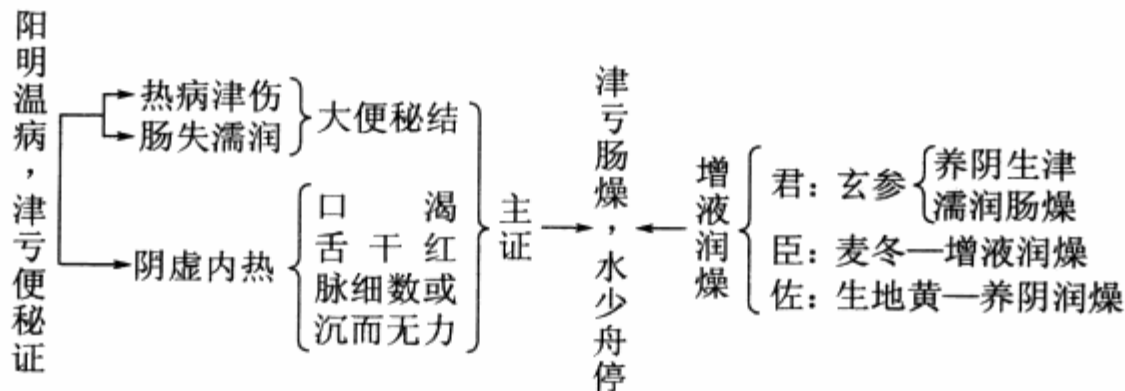 阳明温病，津亏便秘证
热病津伤
肠失濡润
大便秘结
阴虚内热
口渴
舌干红
脉细数或
沉而无力
主证
津亏肠燥，水少舟停
增液润燥
君：玄参
养阴生津
濡润肠燥
臣：麦冬—增液润燥
佐：生地黄—养阴润燥